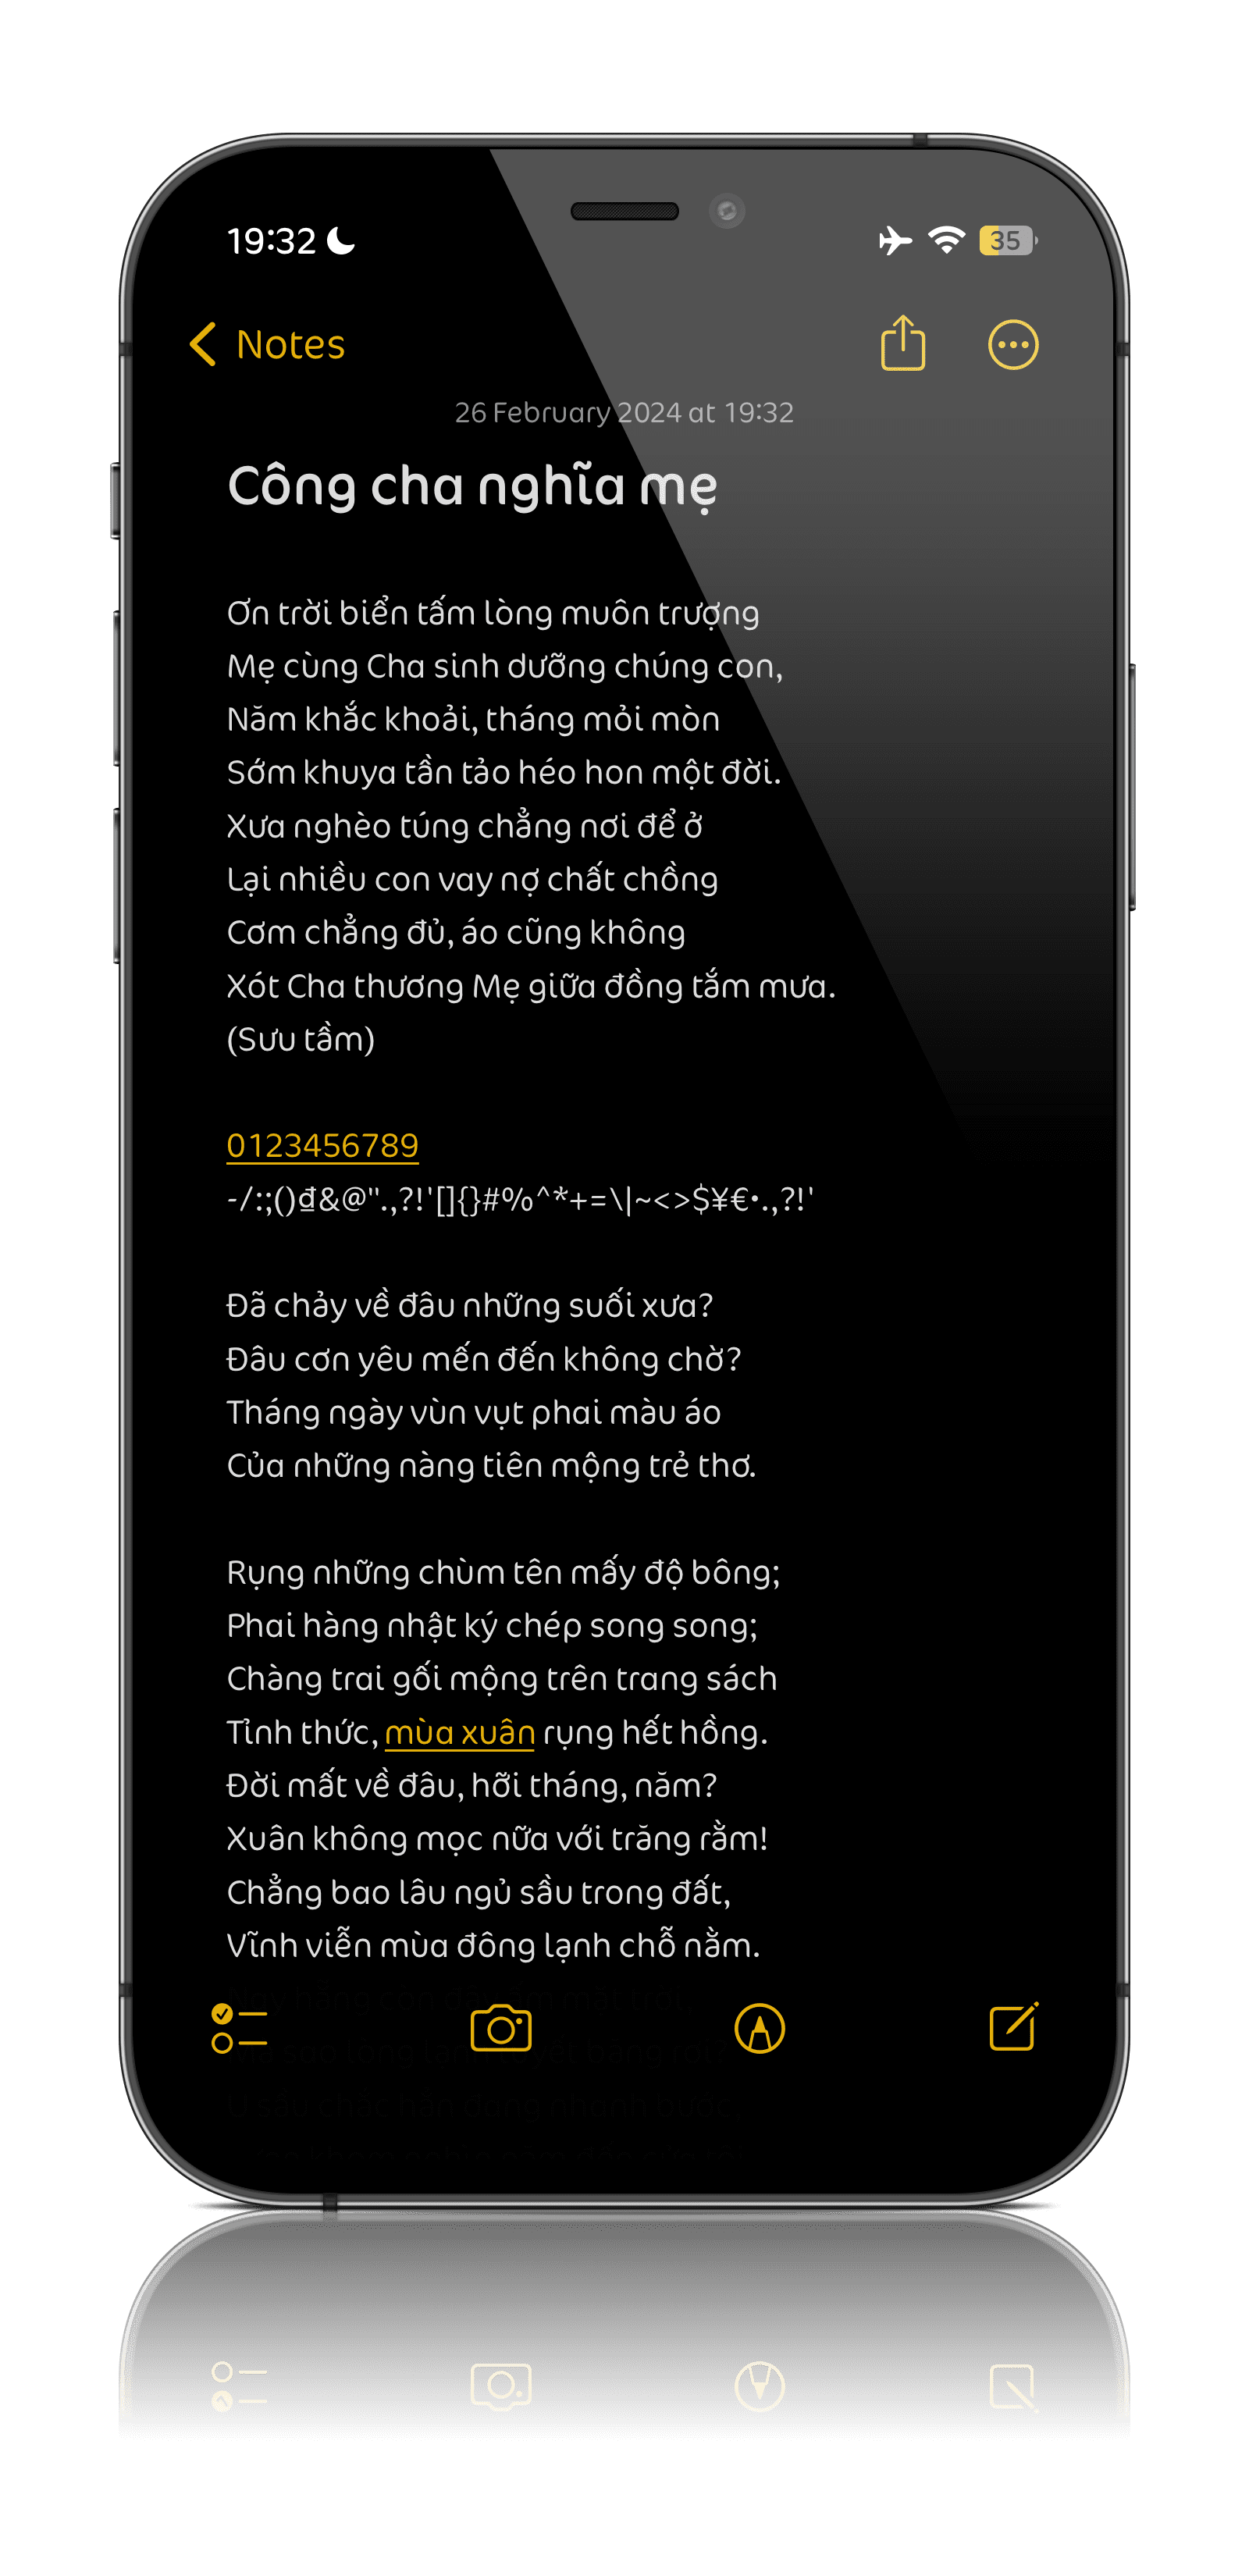 19:32
35
Notes
26 February 2024 at 19:32
Công cha nghĩa mẹ
Ơn trời biển tấm lòng muôn trượng
Mẹ cùng Cha sinh dưỡng chúng con,
Năm khắc khoải, tháng mỏi mòn
Sớm khuya tần tảo héo hon một đời.
Xưa nghèo túng chẳng nơi để ở
Lại nhiều con vay nợ chất chồng
Cơm chẳng đủ, áo cũng không
Xót Cha thương Mẹ giữa đồng tắm mưa.
(Sưu tầm)
0123456789
-/:;()₫&@".,?!'[]{}#%^*+=\|~<>$¥€•.,?!'
Đã chảy về đâu những suối xưa?
Đâu cơn yêu mến đến không chờ?
Tháng ngày vùn vụt phai màu áo
Của những nàng tiên mộng trẻ thơ.
Rụng những chùm tên mấy độ bông;
Phai hàng nhật ký chép song song;
Chàng trai gối mộng trên trang sách
Tỉnh thức, mùa xuân rụng hết hồng.
Đời mất về đâu, hỡi tháng, năm?
Xuân không mọc nữa với trăng rằm!
Chẳng bao lâu ngủ sầu trong đất,
Vĩnh viễn mùa đông lạnh chỗ nằm.